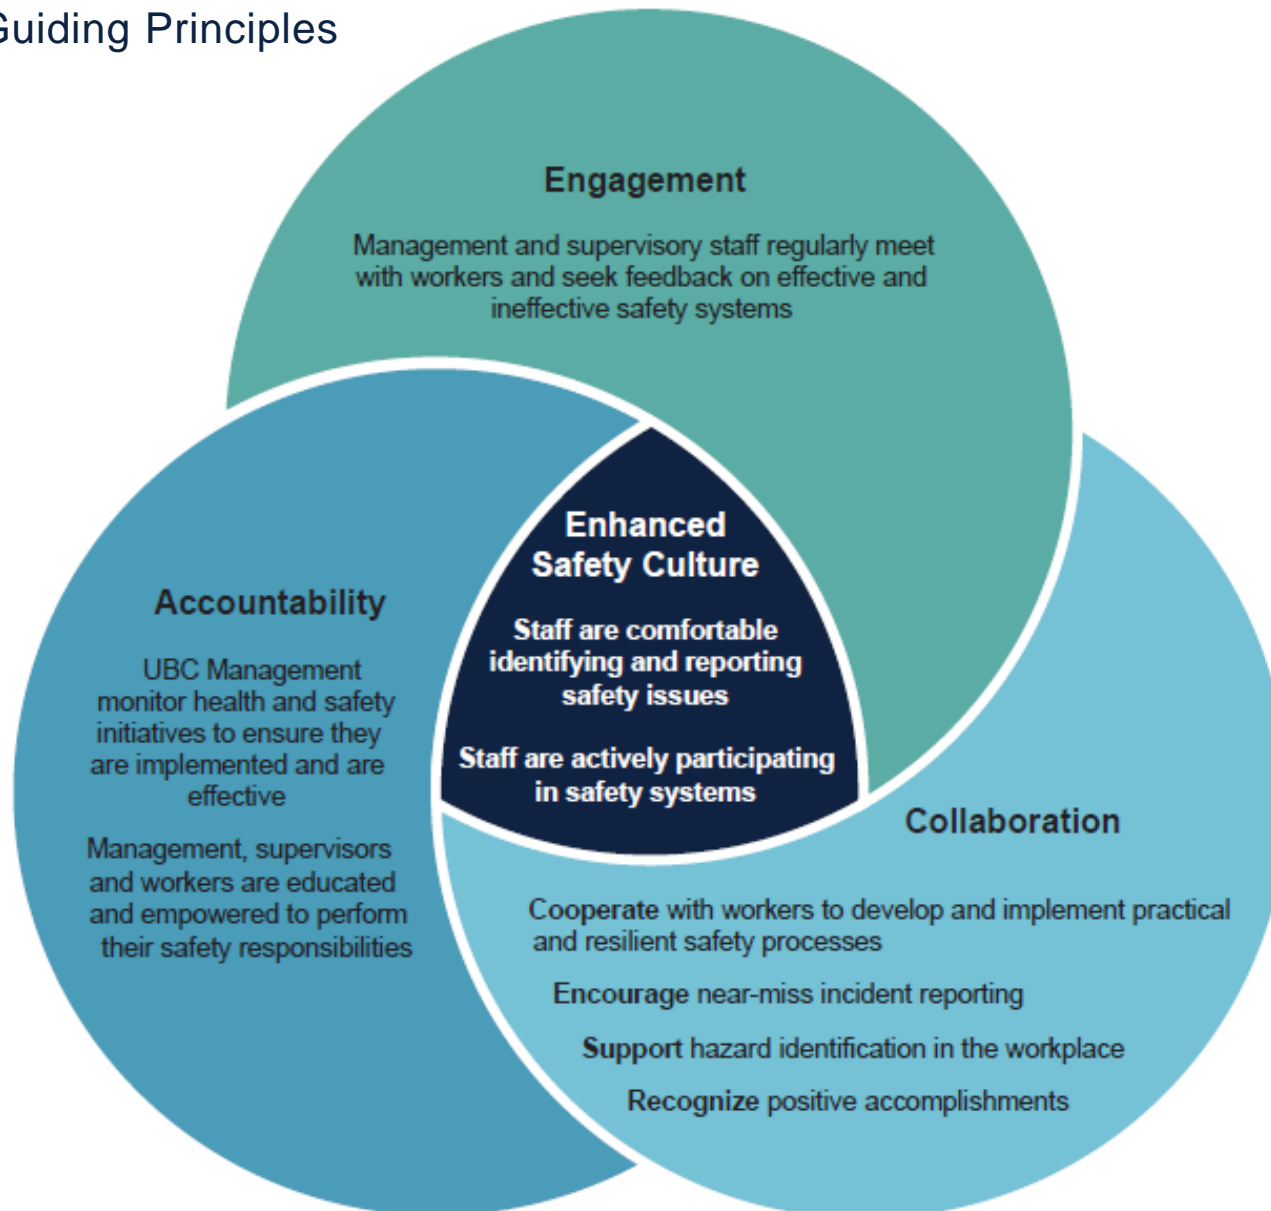 Guiding Principles
Engagement
Management and supervisory staff regularly meet
with workers and seek feedback on effective and
ineffective safety systems
Enhanced
Safety Culture
Staff are comfortable
identifying and reporting
safety issues
Staff are actively participating
in safety systems
Accountability
UBC Management
monitor health and safety
initiatives to ensure they
are implemented and are
effective
Management, supervisors
and workers are educated
and empowered to perform
their safety responsibilities
Collaboration
Cooperate with workers to develop and implement practical
and resilient safety processes
Encourage near-miss incident reporting
Support hazard identification in the workplace
Recognize positive accomplishments